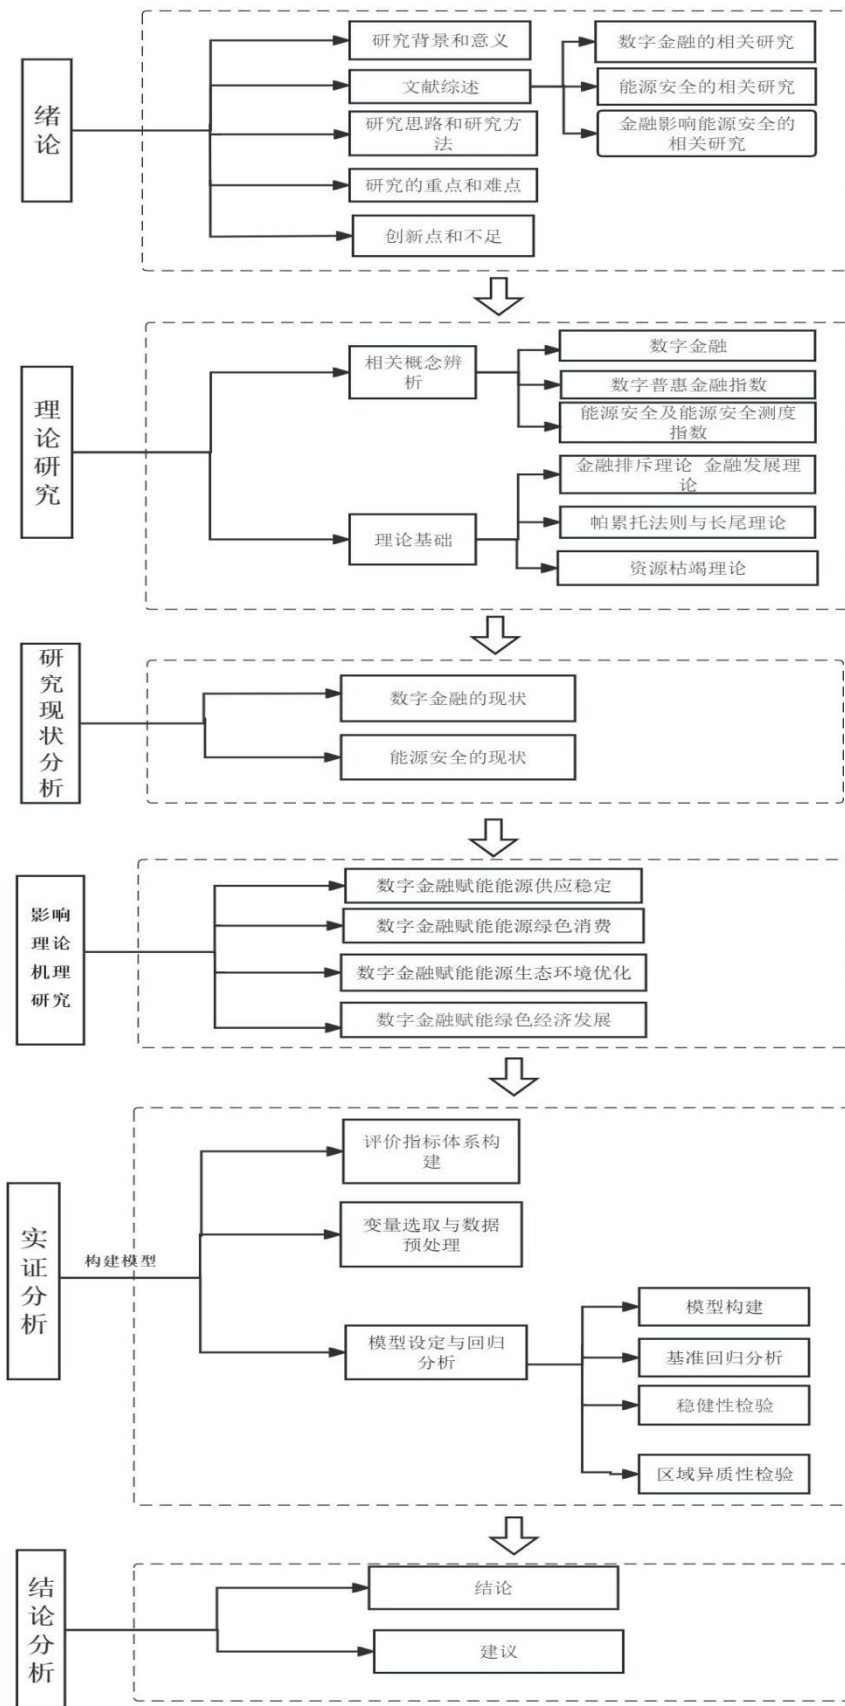 绪论
研究背景和意义
文献综述
研究思路和研究方
法
研究的重点和难点
创新点和不足
数字金融的相关研究
能源安全的相关研究
金融影响能源安全的
相关研究
理论研究
相关概念辨
析
数字金融
数字普惠金融指数
能源安全及能源安全测度
指数
理论基础
金融排斥理论 金融发展理
论
帕累托法则与长尾理论
资源枯竭理论
研究现状分析
数字金融的现状
能源安全的现状
影响
理论
机理
研究
数字金融赋能能源供应稳定
数字金融赋能能源绿色消费
数字金融赋能能源生态环境优化
数字金融赋能绿色经济发展
实证分析
构建模型
评价指标体系构
建
变量选取与数据
预处理
模型设定与回归
分析
模型构建
基准回归分析
稳健性检验
区域异质性检验
结论分析
结论
建议